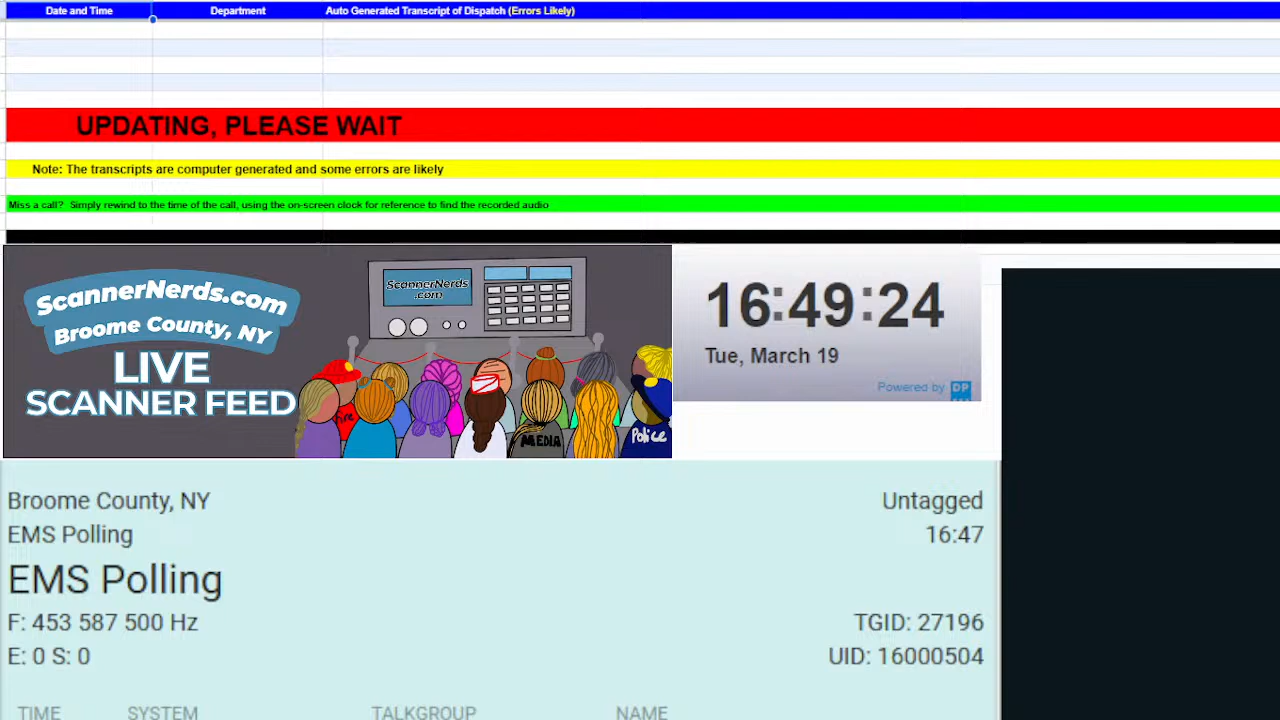 Date and Time Department Auto Generated Transcript of Dispatch (Errors Likely)
UPDATING, PLEASE WAIT
Note: The transcripts are computer generated and some errors are likely
Miss a call? Simply rewind to the time of the call, using the on-screen clock for reference to find the recorded audio
ScannerNerds.com
Broome County, NY
LIVE
SCANNER FEED
ScannerNerds
.com
Fire
MEDIA
Police
16:49:24
Tue, March 19
Powered by DP
Broome County, NY Untagged
EMS Polling 16:47
EMS Polling
F: 453 587 500 Hz TGID: 27196
E: 0 S: 0 UID: 16000504
TIME SYSTEM TALKGROUP NAME